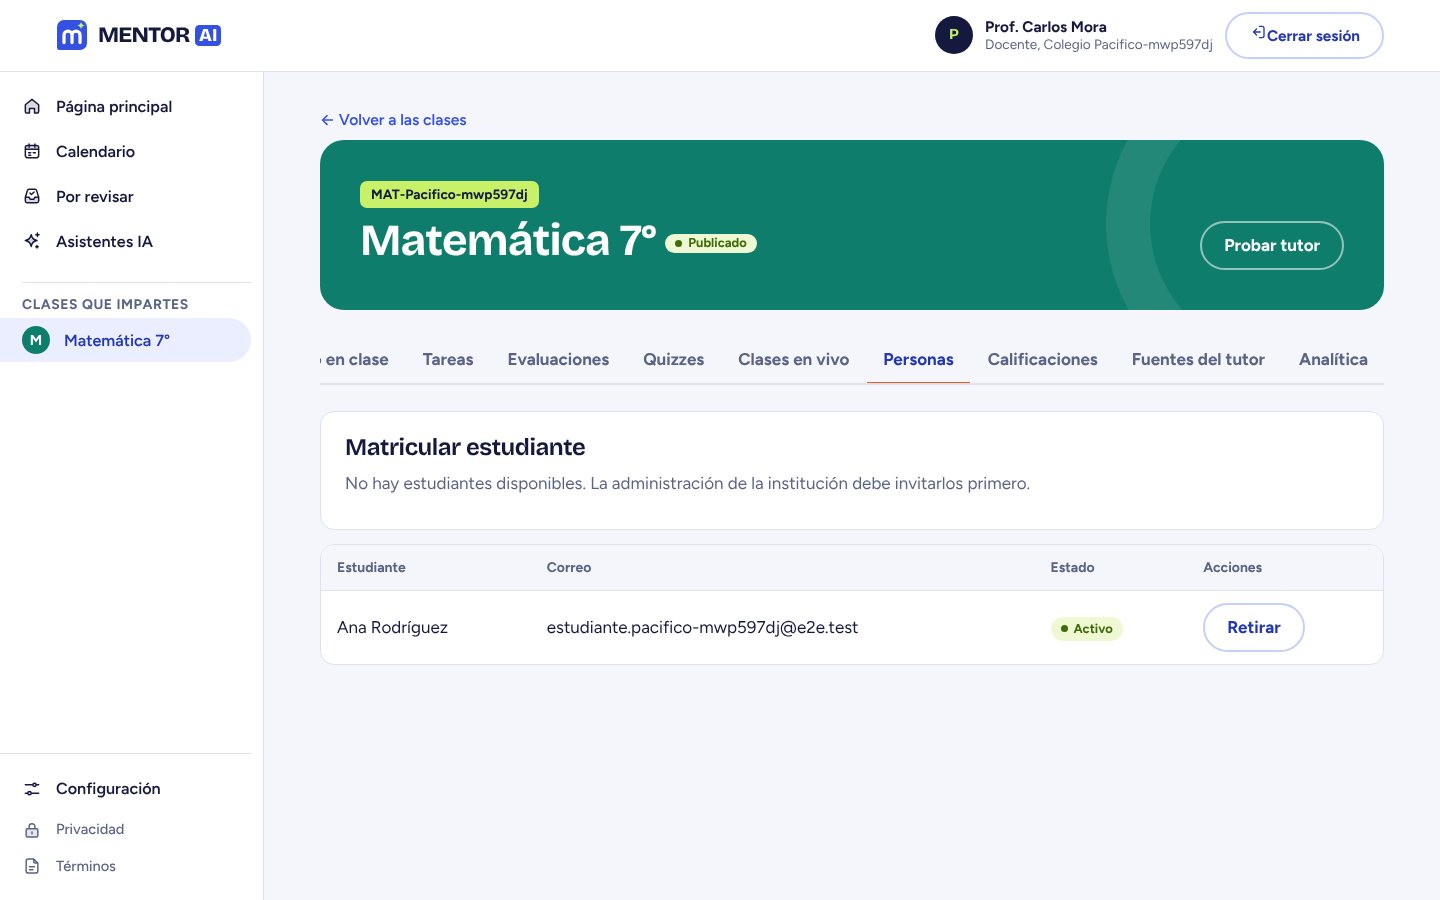 MENTOR AI
P
Prof. Carlos Mora
Docente, Colegio Pacifico-mwp597dj
Cerrar sesión
Página principal
Calendario
Por revisar
Asistentes IA
CLASES QUE IMPARTES
M Matemática 7°
Configuración
Privacidad
Términos
← Volver a las clases
MAT-Pacifico-mwp597dj
Matemática 7° Publicado
Probar tutor
en clase Tareas Evaluaciones Quizzes Clases en vivo Personas Calificaciones Fuentes del tutor Analítica
Matricular estudiante
No hay estudiantes disponibles. La administración de la institución debe invitarlos primero.
Estudiante Correo Estado Acciones
Ana Rodríguez estudiante.pacifico-mwp597dj@e2e.test Activo Retirar